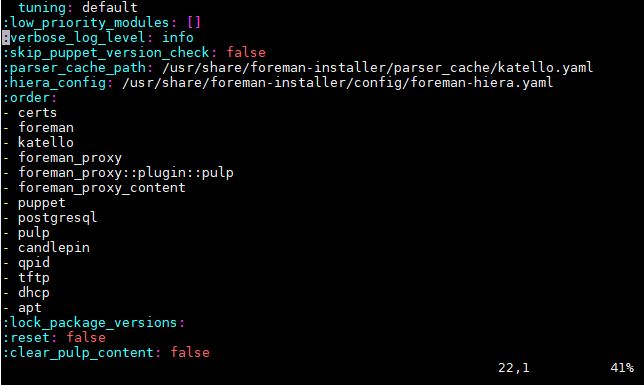 tuning: default
:low_priority_modules: []
:verbose_log_level: info
:skip_puppet_version_check: false
:parser_cache_path: /usr/share/foreman-installer/parser_cache/katello.yaml
:hiera_config: /usr/share/foreman-installer/config/foreman-hiera.yaml
:order:
- certs
- foreman
- katello
- foreman_proxy
- foreman_proxy::plugin::pulp
- foreman_proxy_content
- puppet
- postgresql
- pulp
- candlepin
- qpid
- tftp
- dhcp
- apt
:lock_package_versions:
:reset: false
:clear_pulp_content: false
22,1 41%